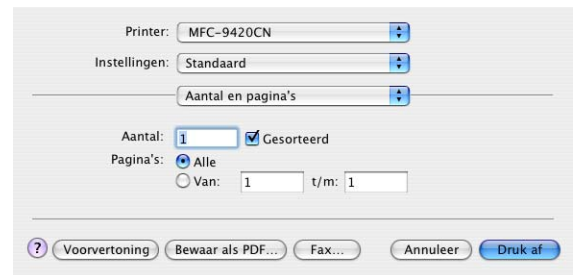 Printer: MFC-9420CN
Instellingen: Standaard
Aantal en pagina's
Aantal: 1 Gesorteerd
Pagina's: Alle
Van: 1 t/m: 1
? Voorvertoning Bewaar als PDF... Fax... Annuleer Druk af